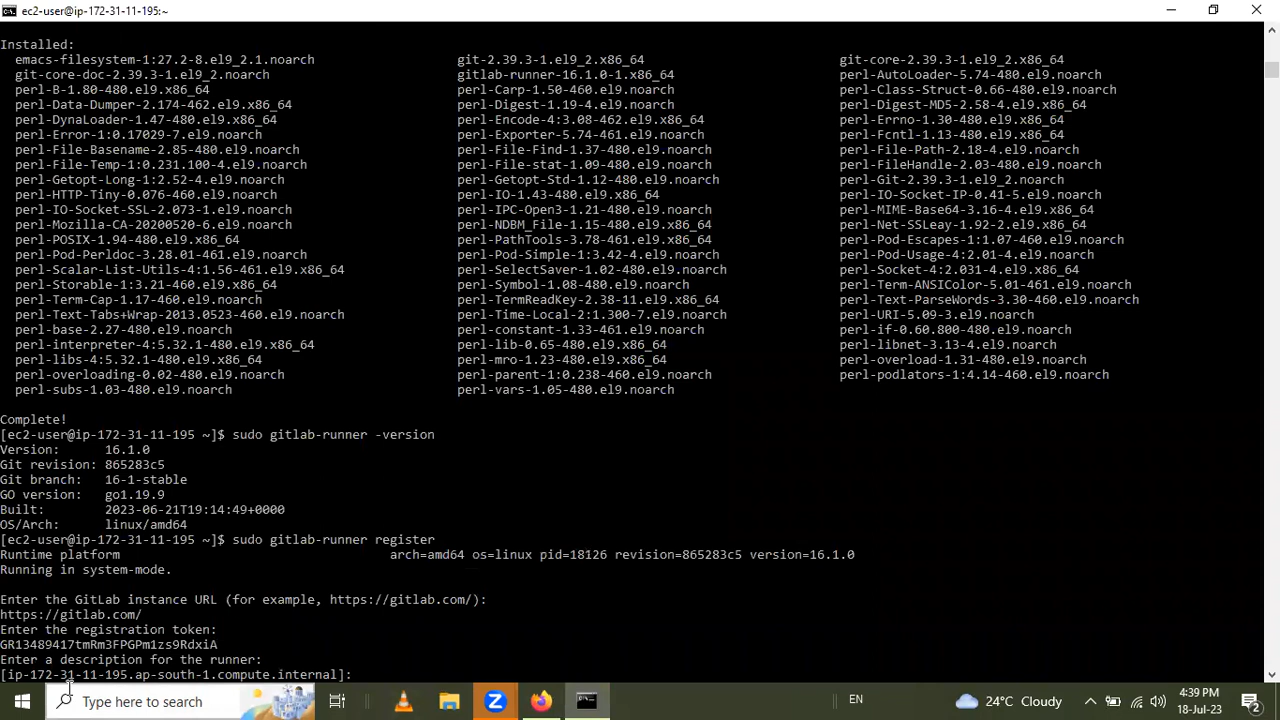 ec2-user@ip-172-31-11-195:~
Installed:
emacs-filesystem-1:27.2-8.el9_2.1.noarch git-2.39.3-1.el9_2.x86_64 git-core-2.39.3-1.el9_2.x86_64
git-core-doc-2.39.3-1.el9_2.noarch gitlab-runner-16.1.0-1.x86_64 perl-AutoLoader-5.74-480.el9.noarch
perl-B-1.80-480.el9.x86_64 perl-Carp-1.50-460.el9.noarch perl-Class-Struct-0.66-480.el9.noarch
perl-Data-Dumper-2.174-462.el9.x86_64 perl-Digest-1.19-4.el9.noarch perl-Digest-MD5-2.58-4.el9.x86_64
perl-DynaLoader-1.47-480.el9.x86_64 perl-Encode-4:3.08-462.el9.x86_64 perl-Errno-1.30-480.el9.x86_64
perl-Error-1:0.17029-7.el9.noarch perl-Exporter-5.74-461.el9.noarch perl-Fcntl-1.13-480.el9.x86_64
perl-File-Basename-2.85-480.el9.noarch perl-File-Find-1.37-480.el9.noarch perl-File-Path-2.18-4.el9.noarch
perl-File-Temp-1:0.231.100-4.el9.noarch perl-File-stat-1.09-480.el9.noarch perl-FileHandle-2.03-480.el9.noarch
perl-Getopt-Long-1:2.52-4.el9.noarch perl-Getopt-Std-1.12-480.el9.noarch perl-Git-2.39.3-1.el9_2.noarch
perl-HTTP-Tiny-0.076-460.el9.noarch perl-IO-1.43-480.el9.x86_64 perl-IO-Socket-IP-0.41-5.el9.noarch
perl-IO-Socket-SSL-2.073-1.el9.noarch perl-IPC-Open3-1.21-480.el9.noarch perl-MIME-Base64-3.16-4.el9.x86_64
perl-Mozilla-CA-20200520-6.el9.noarch perl-NDBM_File-1.15-480.el9.x86_64 perl-Net-SSLeay-1.92-2.el9.x86_64
perl-POSIX-1.94-480.el9.x86_64 perl-PathTools-3.78-461.el9.x86_64 perl-Pod-Escapes-1:1.07-460.el9.noarch
perl-Pod-Perldoc-3.28.01-461.el9.noarch perl-Pod-Simple-1:3.42-4.el9.noarch perl-Pod-Usage-4:2.01-4.el9.noarch
perl-Scalar-List-Utils-4:1.56-461.el9.x86_64 perl-SelectSaver-1.02-480.el9.noarch perl-Socket-4:2.031-4.el9.x86_64
perl-Storable-1:3.21-460.el9.x86_64 perl-Symbol-1.08-480.el9.noarch perl-Term-ANSIColor-5.01-461.el9.noarch
perl-Term-Cap-1.17-460.el9.noarch perl-TermReadKey-2.38-11.el9.x86_64 perl-Text-ParseWords-3.30-460.el9.noarch
perl-Text-Tabs+Wrap-2013.0523-460.el9.noarch perl-Time-Local-2:1.300-7.el9.noarch perl-URI-5.09-3.el9.noarch
perl-base-2.27-480.el9.noarch perl-constant-1.33-461.el9.noarch perl-if-0.60.800-480.el9.noarch
perl-interpreter-4:5.32.1-480.el9.x86_64 perl-lib-0.65-480.el9.x86_64 perl-libnet-3.13-4.el9.noarch
perl-libs-4:5.32.1-480.el9.x86_64 perl-mro-1.23-480.el9.x86_64 perl-overload-1.31-480.el9.noarch
perl-overloading-0.02-480.el9.noarch perl-parent-1:0.238-460.el9.noarch perl-podlators-1:4.14-460.el9.noarch
perl-subs-1.03-480.el9.noarch perl-vars-1.05-480.el9.noarch
Complete!
[ec2-user@ip-172-31-11-195 ~]$ sudo gitlab-runner -version
Version: 16.1.0
Git revision: 865283c5
Git branch: 16-1-stable
GO version: go1.19.9
Built: 2023-06-21T19:14:49+0000
OS/Arch: linux/amd64
[ec2-user@ip-172-31-11-195 ~]$ sudo gitlab-runner register
Runtime platform arch=amd64 os=linux pid=18126 revision=865283c5 version=16.1.0
Running in system-mode.
Enter the GitLab instance URL (for example, https://gitlab.com/):
https://gitlab.com/
Enter the registration token:
GR13489417tmRm3FPGPm1zs9RdxiA
Enter a description for the runner:
[ip-172-31-11-195.ap-south-1.compute.internal]:
Type here to search
EN
24°C Cloudy
4:39 PM
18-Jul-23
2